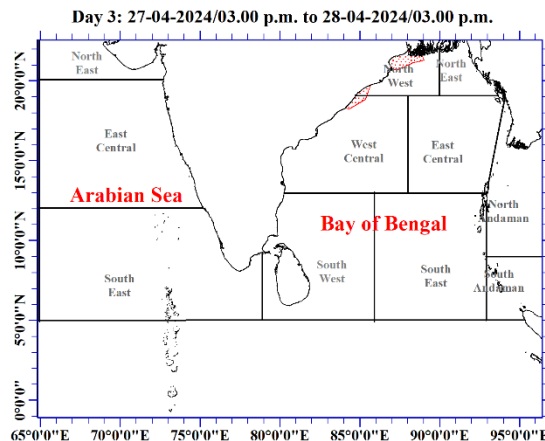 Day 3: 27-04-2024/03.00 p.m. to 28-04-2024/03.00 p.m.
North
East
North
West
North
East
20°0'0"N
East
Central
West
Central
East
Central
15°0'0"N
Arabian Sea
Bay of Bengal
North
Andaman
10°0'0"N
South
East
South
West
South
East
South
Andaman
5°0'0"N
0°0'0"
65°0'0"E 70°0'0"E 75°0'0"E 80°0'0"E 85°0'0"E 90°0'0"E 95°0'0"E